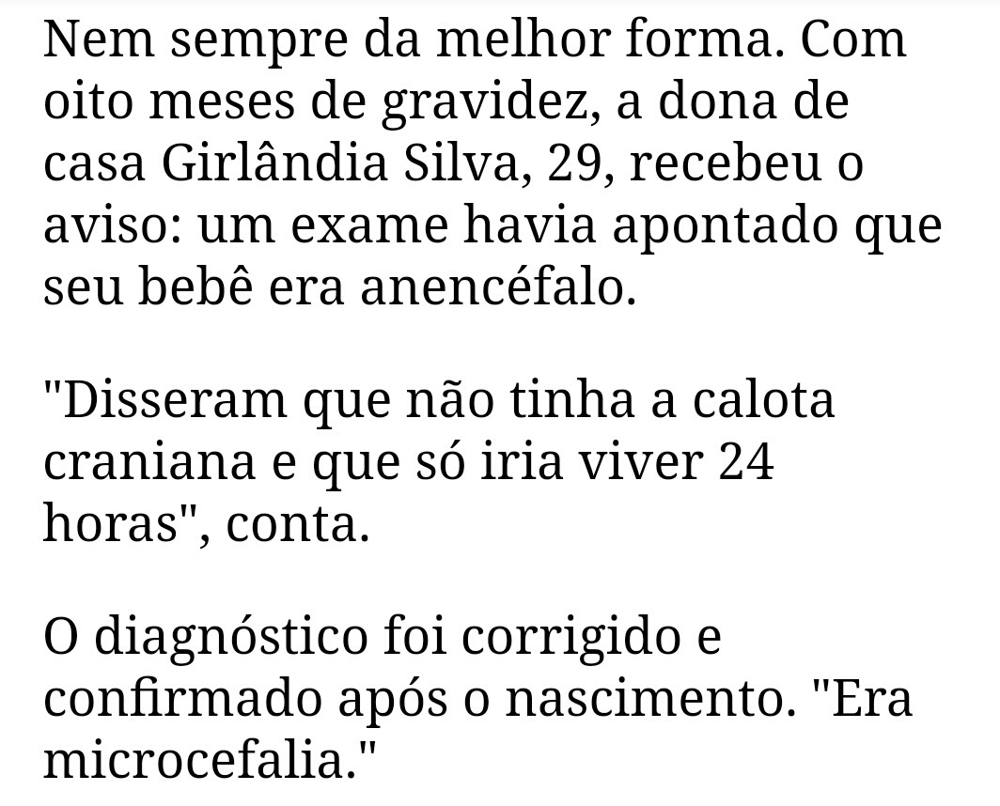 Nem sempre da melhor forma. Com
oito meses de gravidez, a dona de
casa Girlândia Silva, 29, recebeu o
aviso: um exame havia apontado que
seu bebê era anencéfalo.
"Disseram que não tinha a calota
craniana e que só iria viver 24
horas", conta.
O diagnóstico foi corrigido e
confirmado após o nascimento. "Era
microcefalia."